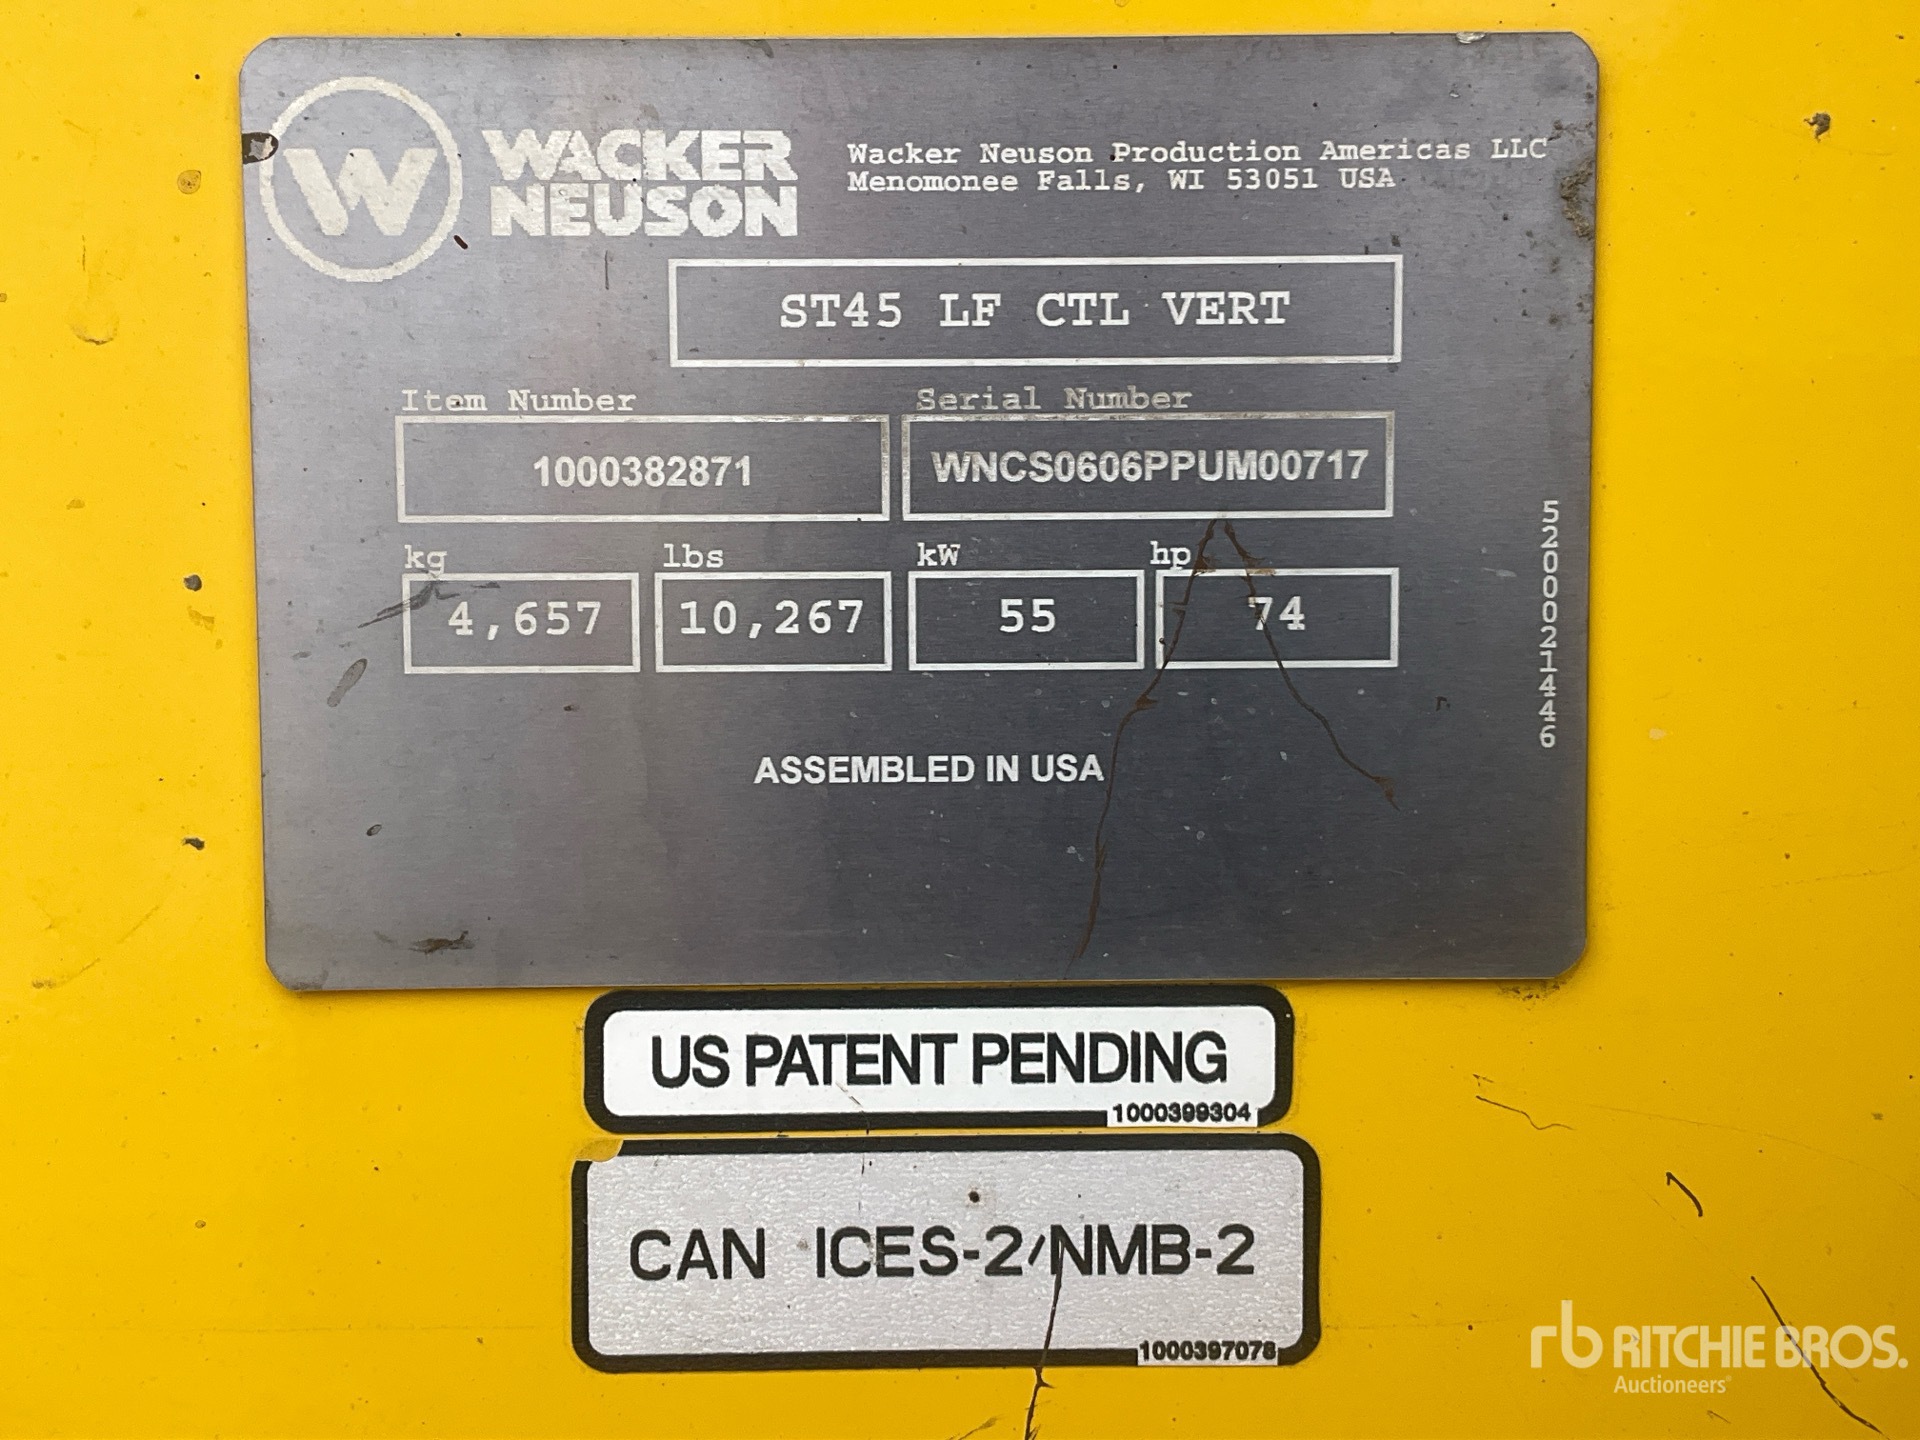 W
WACKER
NEUSON
Wacker Neuson Production Americas LLC
Menomonee Falls, WI 53051 USA
ST45 LF CTL VERT
Item Number Serial Number
1000382871 WNCS0606PPUM00717
kg lbs kW hp
4,657 10,267 55 74
5200021446
ASSEMBLED IN USA
US PATENT PENDING
1000399304
CAN ICES-2/NMB-2
1000397078
rb RITCHIE BROS.
Auctioneers